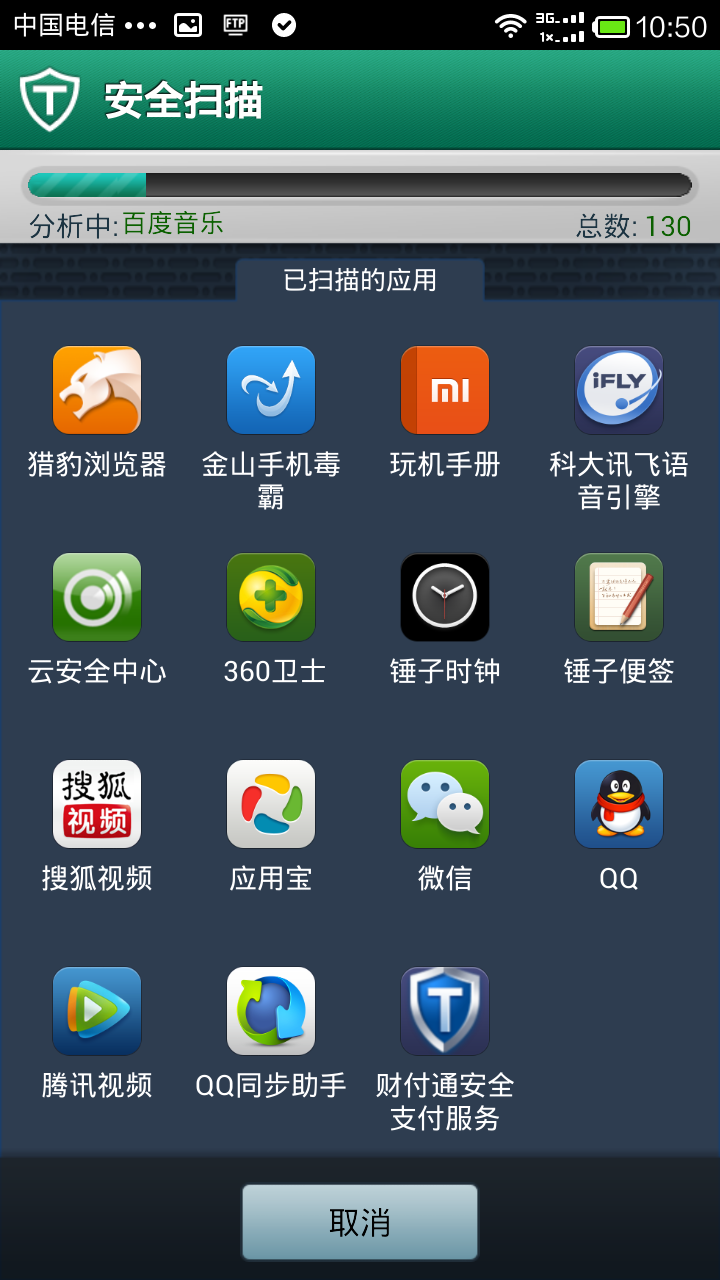 中国电信 ••• FTP 3G 1x 10:50
T 安全扫描
分析中:百度音乐 总数: 130
已扫描的应用
mi iFLY
猎豹浏览器 金山手机毒 玩机手册 科大讯飞语
霸 音引擎
云安全中心 360卫士 锤子时钟 锤子便签
搜狐
视频
搜狐视频 应用宝 微信 QQ
T
腾讯视频 QQ同步助手 财付通安全
支付服务
取消